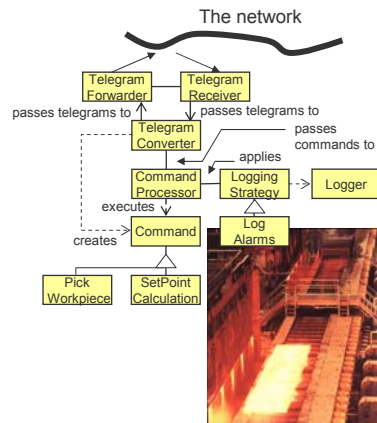 The network
Telegram
Forwarder
Telegram
Receiver
passes telegrams to
passes telegrams to
Telegram
Converter
passes
commands to
applies
Command
Processor
Logging
Strategy
Logger
executes
creates
Command
Log
Alarms
Pick
Workpiece
SetPoint
Calculation